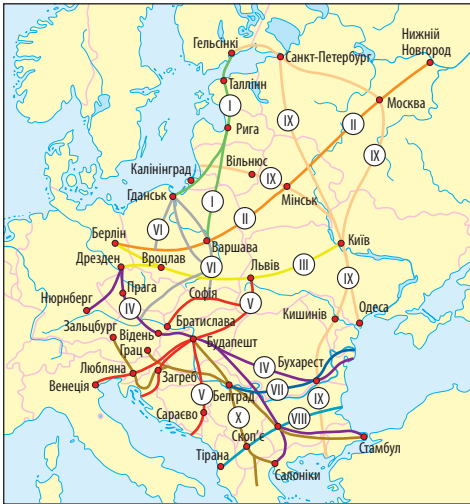 Нижній
Новгород
Гельсінкі
Санкт-Петербург
Таллінн
Москва
I
IX
II
Рига
IX
Калінінград
Вільнюс
IX
Мінськ
Гданськ
I
II
VI
Берлін
Варшава
Київ
Дрезден
Вроцлав
VI
Львів
III
Прага
Софія
IX
Нюрнберг
IV
V
Кишинів
Одеса
Зальцбург
Відень
Братислава
Грац
Будапешт
Любляна
IV
Бухарест
Загреб
VII
Венеція
V
Белград
IX
Сараєво
X
VIII
Скоп'є
Стамбул
Тірана
Салоніки